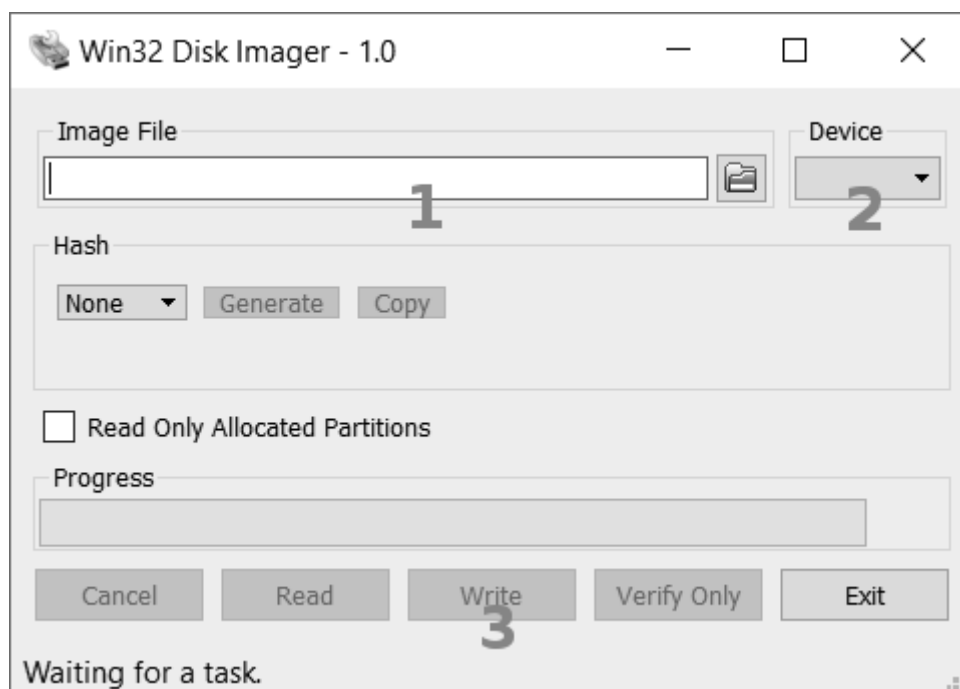 Win32 Disk Imager - 1.0
Image File
Device
1
2
Hash
None
Generate
Copy
Read Only Allocated Partitions
Progress
Cancel
Read
Write
Verify Only
Exit
3
Waiting for a task.